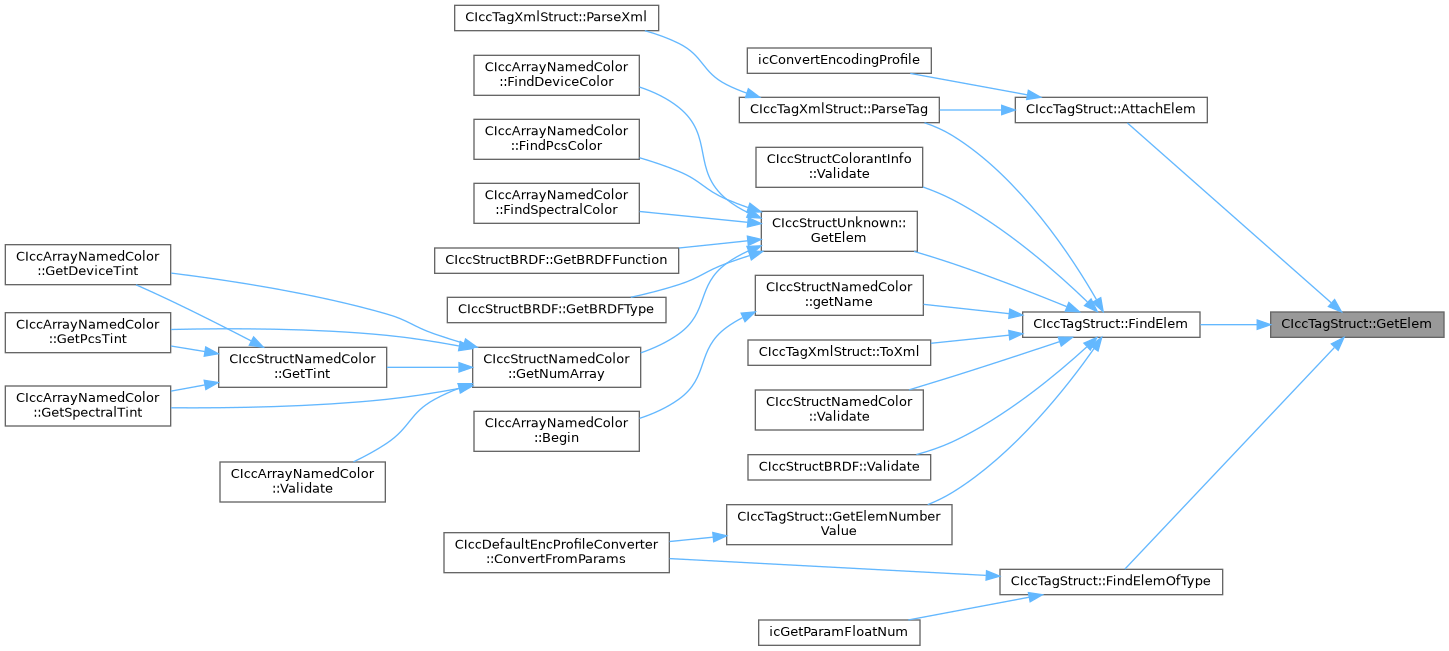 CIccTagXmlStruct::ParseXml
CIccArrayNamedColor
::FindDeviceColor
CIccArrayNamedColor
::FindPcsColor
CIccArrayNamedColor
::FindSpectralColor
CIccStructBRDF::GetBRDFFunction
CIccStructBRDF::GetBRDFType
CIccArrayNamedColor
::GetDeviceTint
CIccArrayNamedColor
::GetPcsTint
CIccArrayNamedColor
::GetSpectralTint
CIccStructNamedColor
::GetTint
CIccStructNamedColor
::GetNumArray
CIccArrayNamedColor
::Begin
CIccArrayNamedColor
::Validate
CIccDefaultEncProfileConverter
::ConvertFromParams
icConvertEncodingProfile
CIccTagXmlStruct::ParseTag
CIccStructColorantInfo
::Validate
CIccStructUnknown::
GetElem
CIccStructNamedColor
::getName
CIccTagXmlStruct::ToXml
CIccStructNamedColor
::Validate
CIccStructBRDF::Validate
CIccTagStruct::GetElemNumber
Value
icGetParamFloatNum
CIccTagStruct::AttachElem
CIccTagStruct::FindElem
CIccTagStruct::FindElemOfType
CIccTagStruct::GetElem